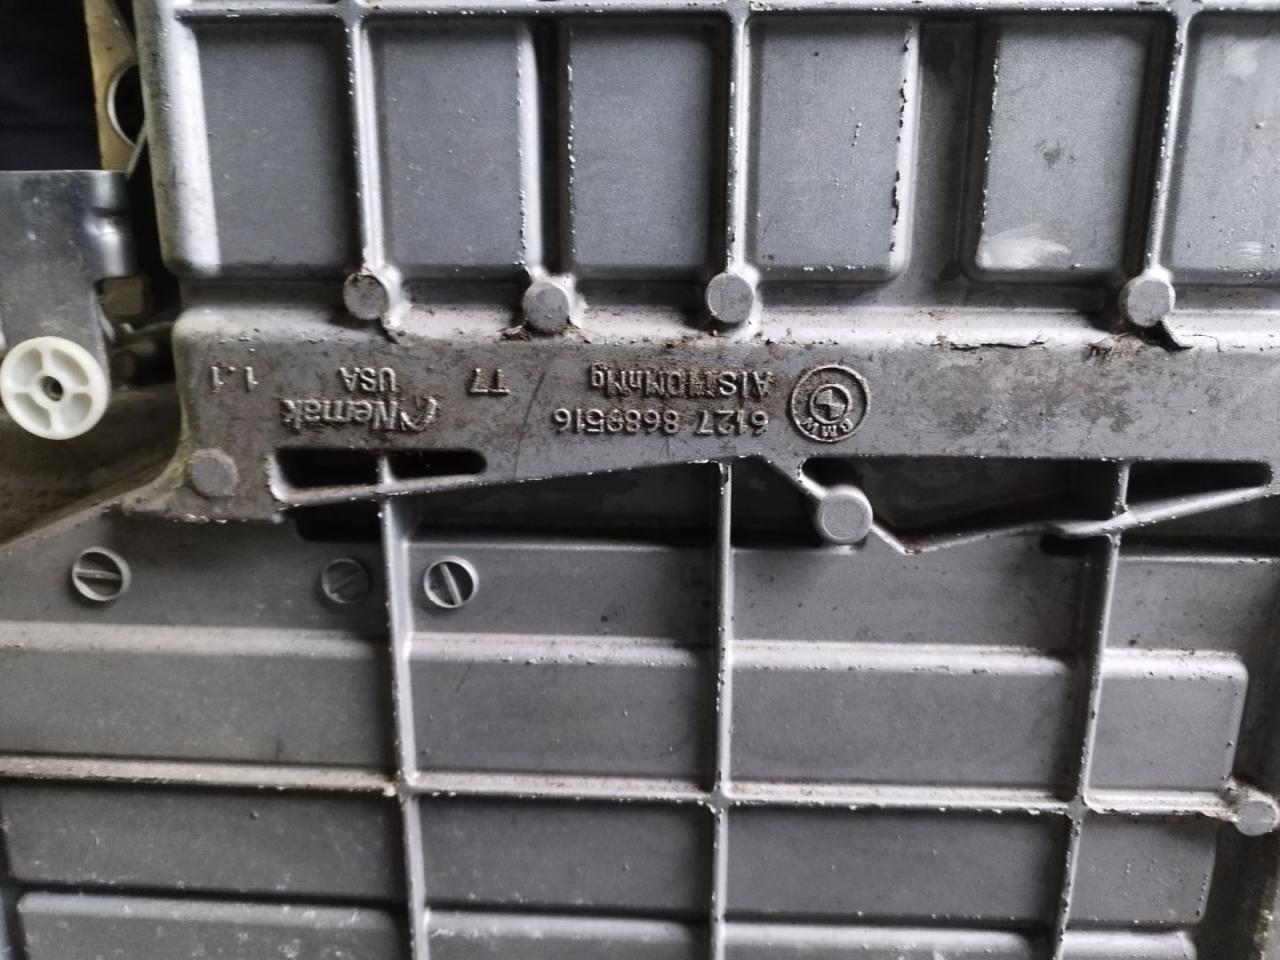 BMW
6127 8689516
AlSi10MnMg
T7
Nemak
USA
1.1